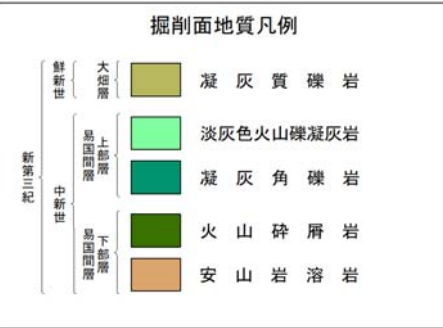 掘削面地質凡例
新第三紀
鮮新世
大畑層
凝灰質礫岩
中新世
易国間層
上部層
淡灰色火山礫凝灰岩
凝灰角礫岩
易国間層
下部層
火山砕屑岩
安山岩溶岩